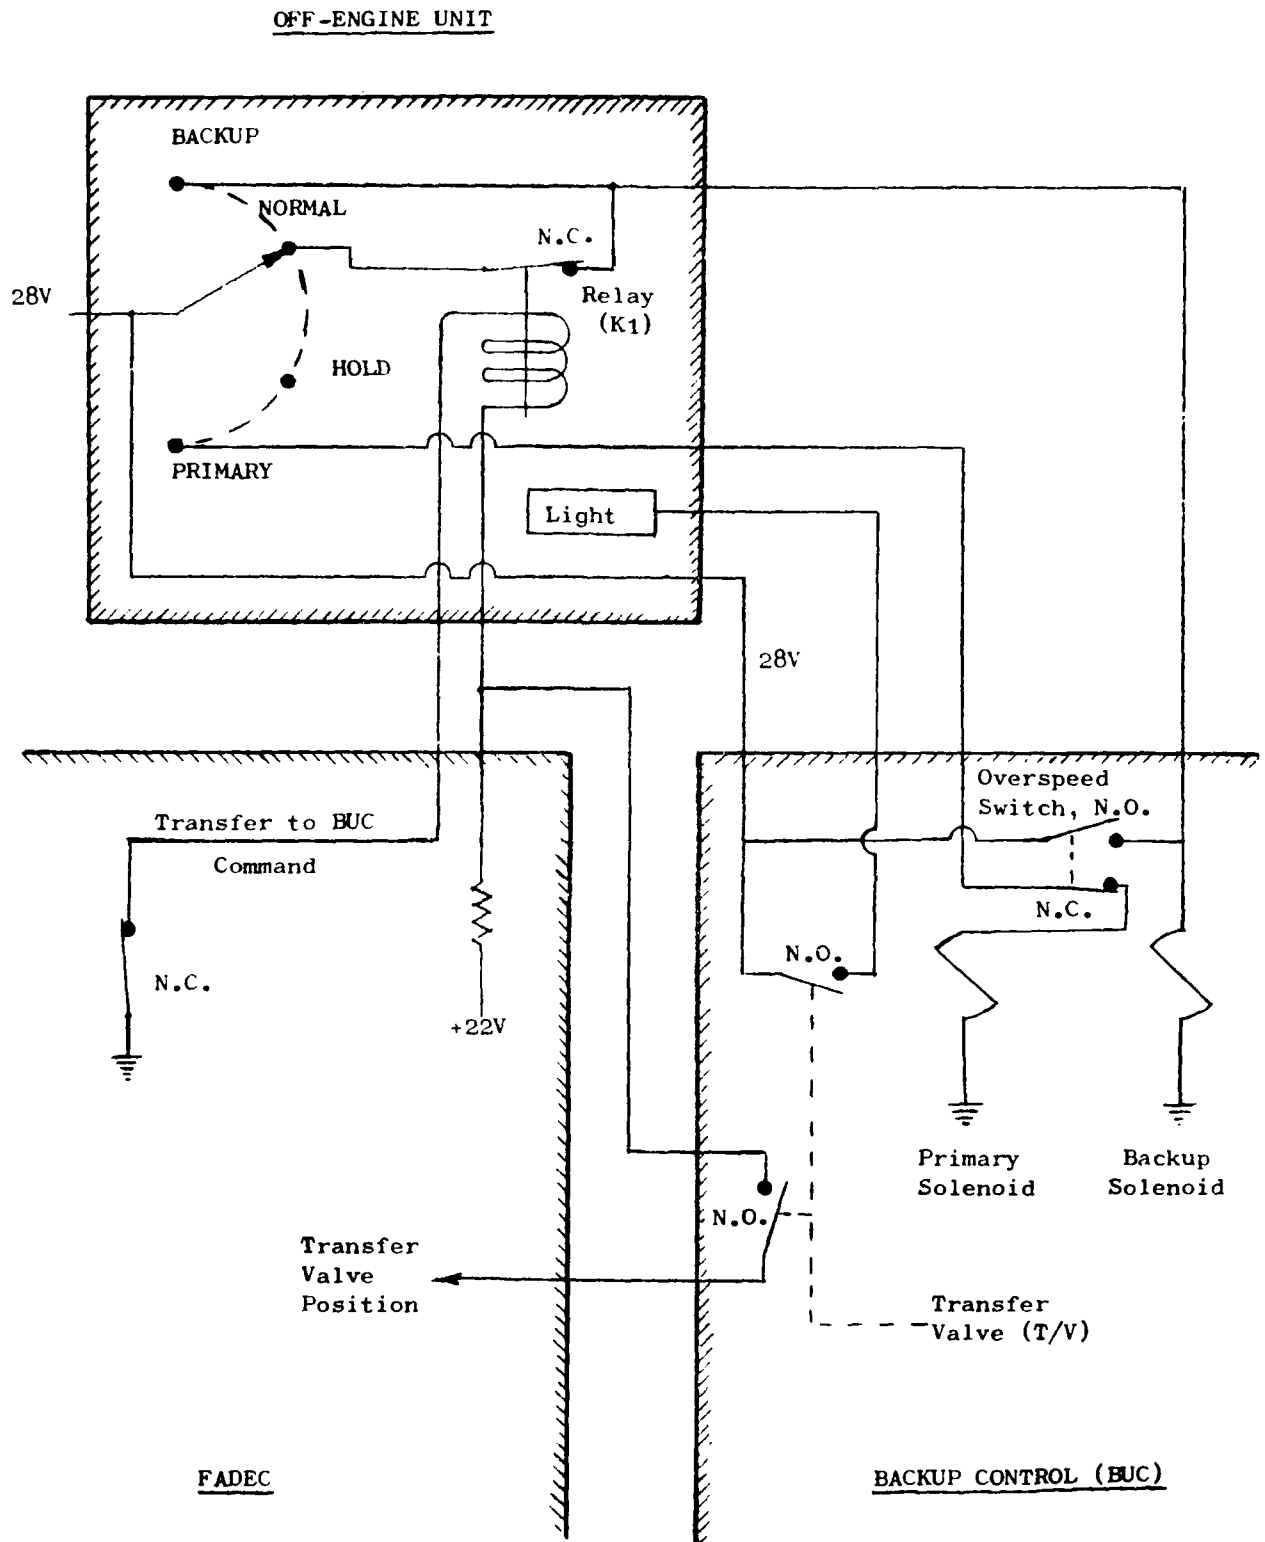 OFF-ENGINE UNIT
BACKUP
NORMAL
N.C.
28V
Relay
(K1)
HOLD
PRIMARY
Light
28V
Overspeed
Switch, N.O.
Transfer to BUC
Command
N.C.
N.O.
N.C.
+22V
Primary
Solenoid
Backup
Solenoid
N.O.
Transfer
Valve
Position
Transfer
Valve (T/V)
FADEC
BACKUP CONTROL (BUC)